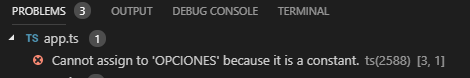 PROBLEMS 3 OUTPUT DEBUG CONSOLE TERMINAL
TS app.ts 1
Cannot assign to 'OPCIONES' because it is a constant. ts(2588) [3, 1]